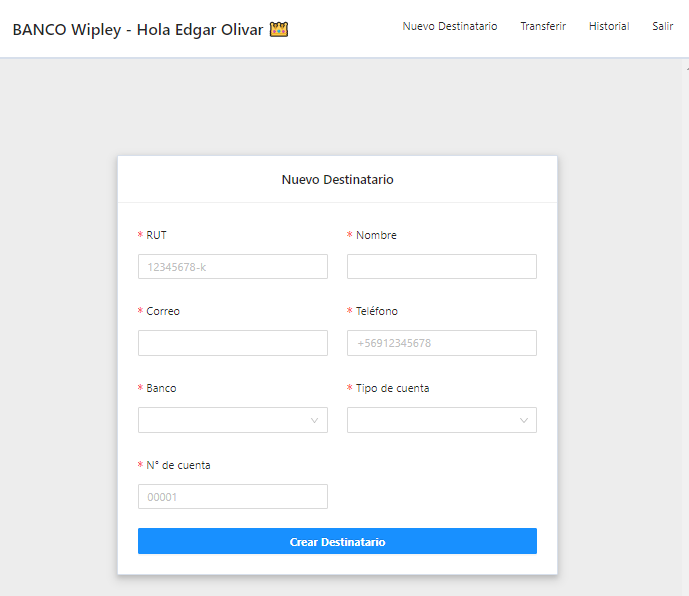 BANCO Wipley - Hola Edgar Olivar 👑
Nuevo Destinatario Transferir Historial Salir
Nuevo Destinatario
* RUT * Nombre
12345678-k
* Correo * Teléfono
+56912345678
* Banco * Tipo de cuenta
* N° de cuenta
00001
Crear Destinatario